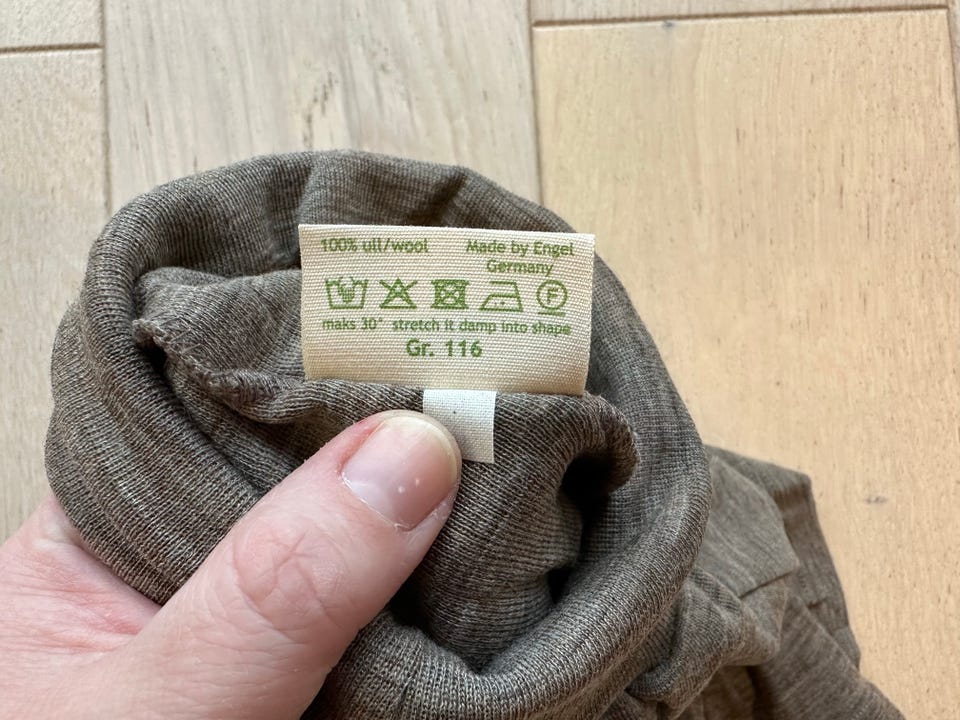 100% ull/wool Made by Engel
Germany
F
maks 30° stretch it damp into shape
Gr. 116